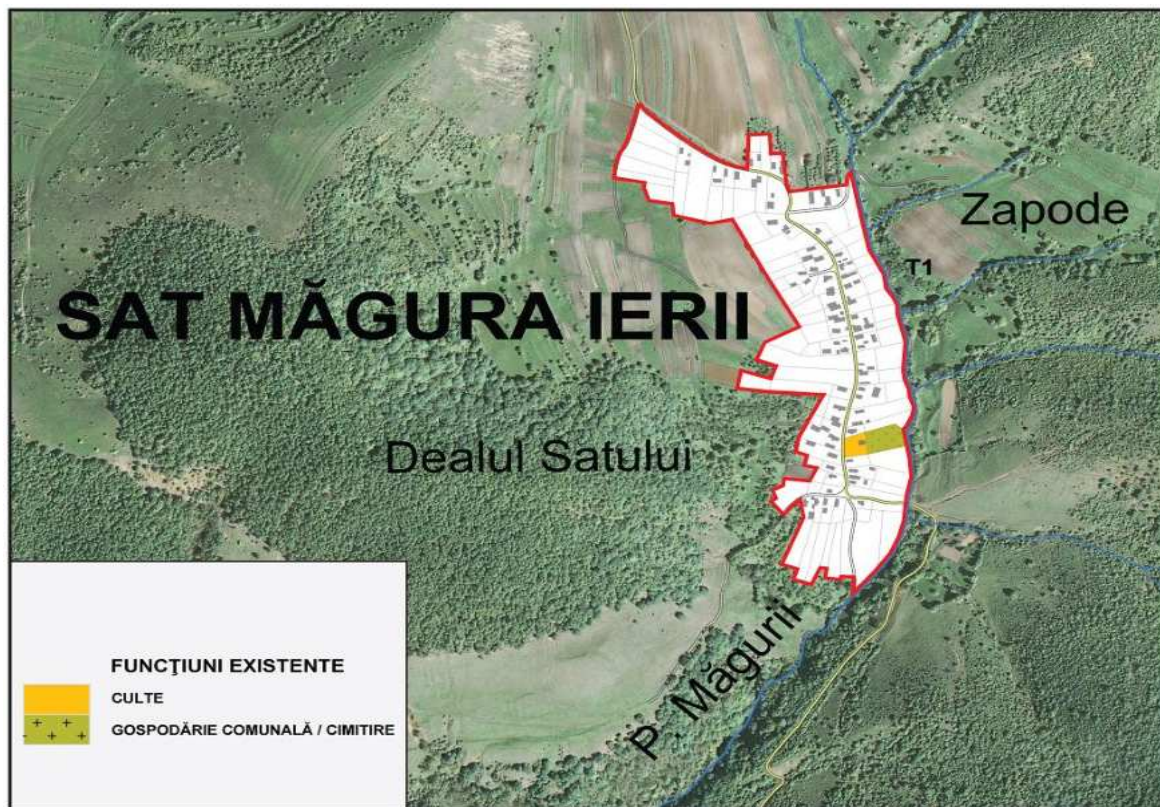 Zapode
T1
SAT MĂGURA IERII
Dealul Satului
P. Măgurii
FUNCŢIUNI EXISTENTE
CULTE
GOSPODĂRIE COMUNALĂ / CIMITIRE